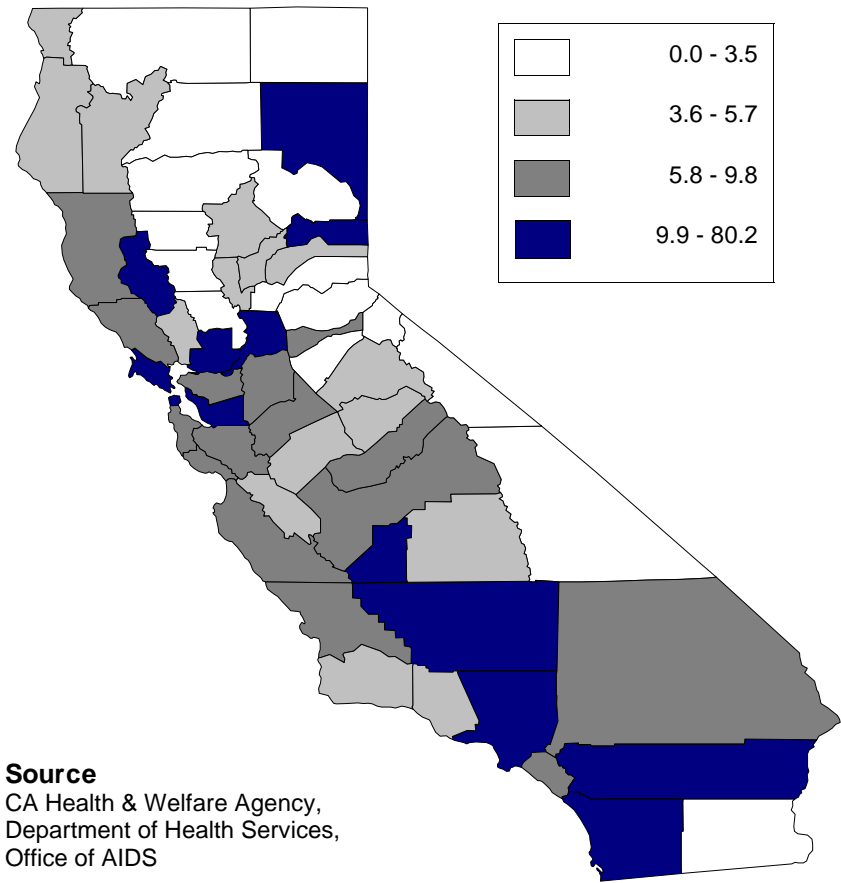 0.0 - 3.5
3.6 - 5.7
5.8 - 9.8
9.9 - 80.2
Source
CA Health & Welfare Agency,
Department of Health Services,
Office of AIDS